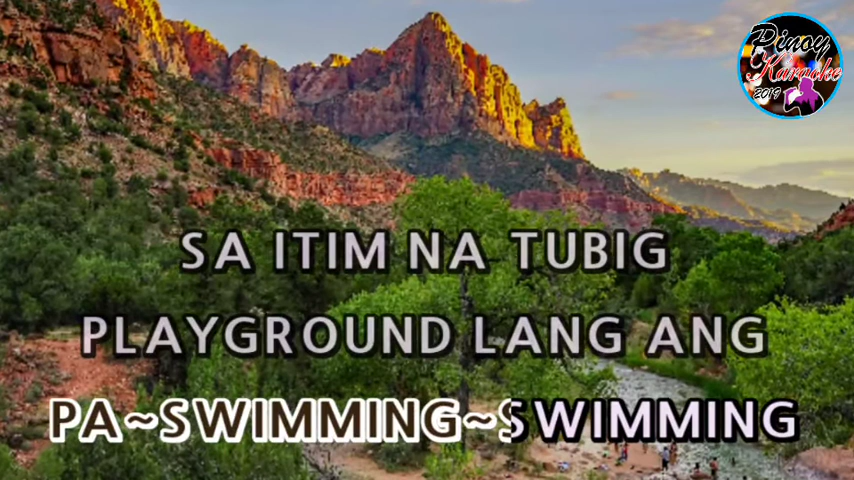 Pinoy
Karaoke
2019
SA ITIM NA TUBIG
PLAYGROUND LANG ANG
PA~SWIMMING~SWIMMING